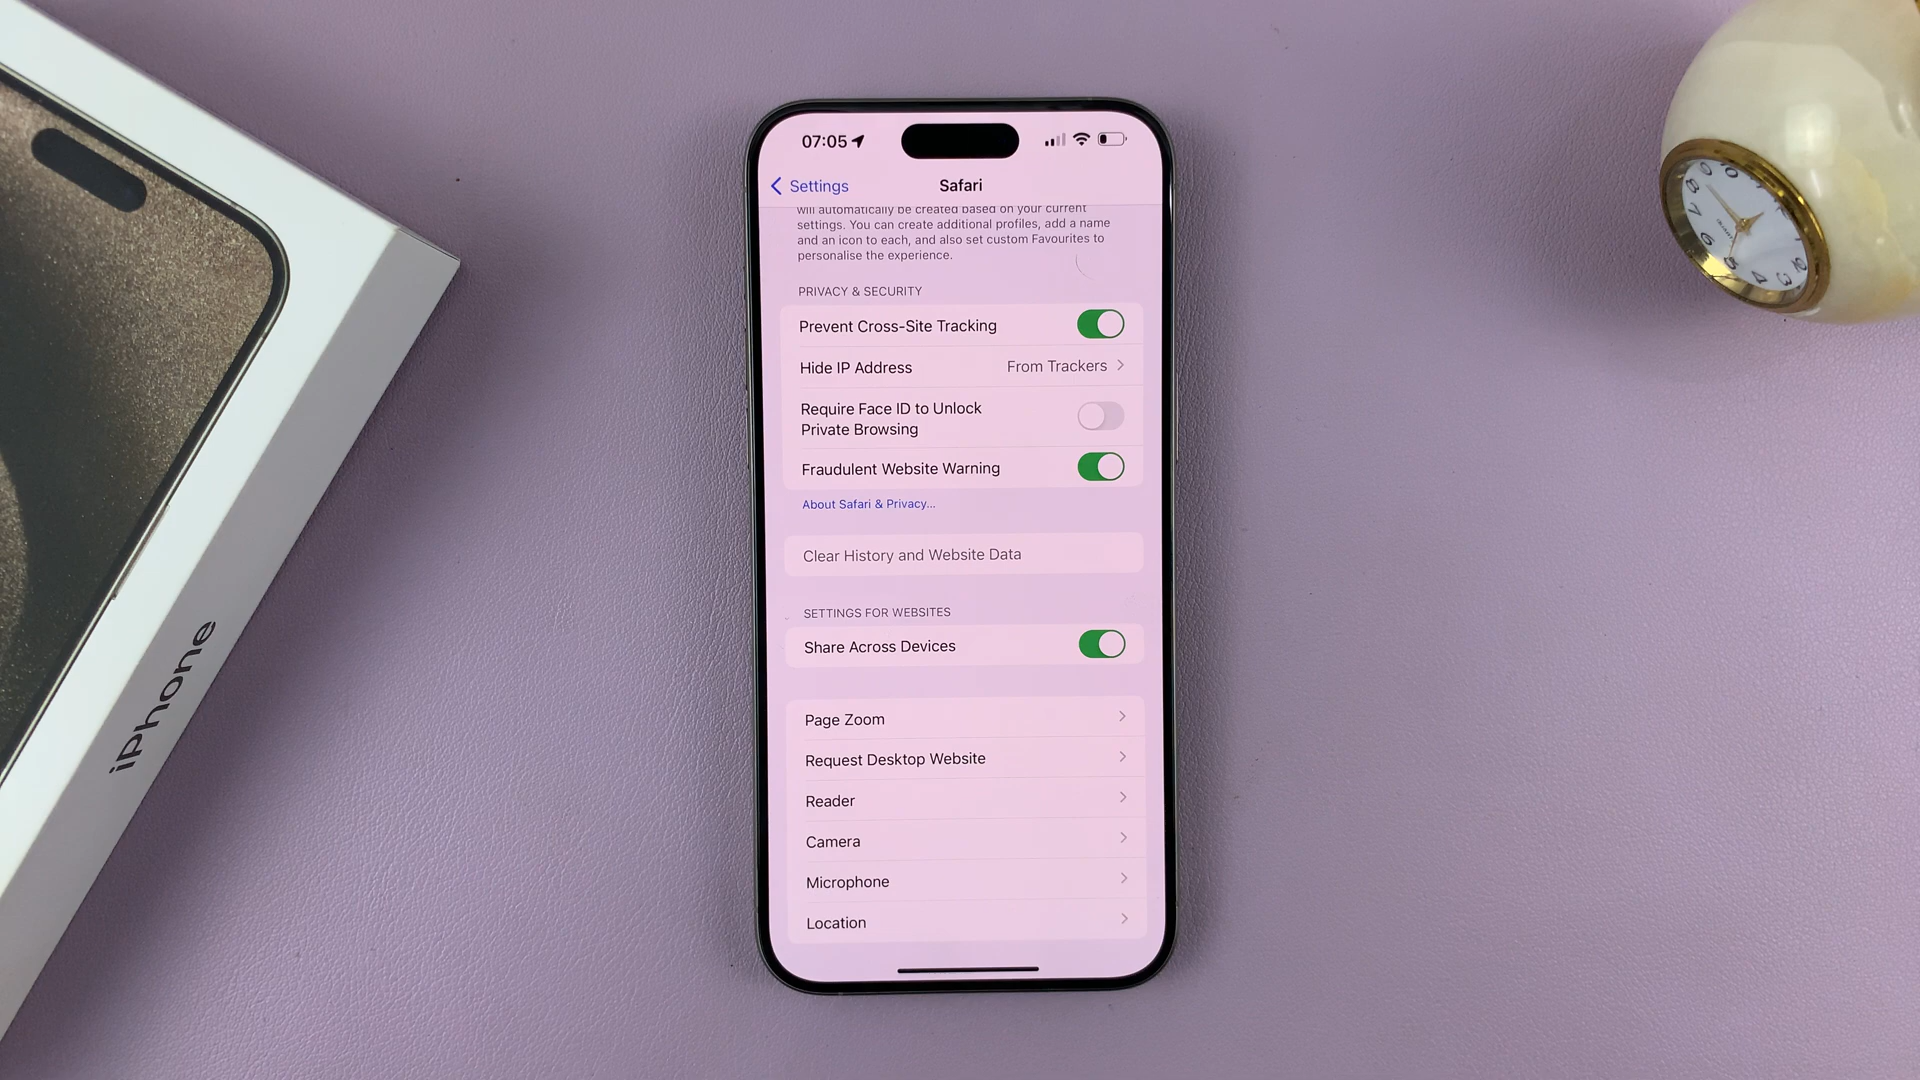 07:05
Settings
Safari
will automatically be created based on your current
settings. You can create additional profiles, add a name
and an icon to each, and also set custom Favourites to
personalise the experience.
PRIVACY & SECURITY
Prevent Cross-Site Tracking
Hide IP Address From Trackers
Require Face ID to Unlock
Private Browsing
Fraudulent Website Warning
About Safari & Privacy...
Clear History and Website Data
SETTINGS FOR WEBSITES
Share Across Devices
Page Zoom
Request Desktop Website
Reader
Camera
Microphone
Location
iPhone